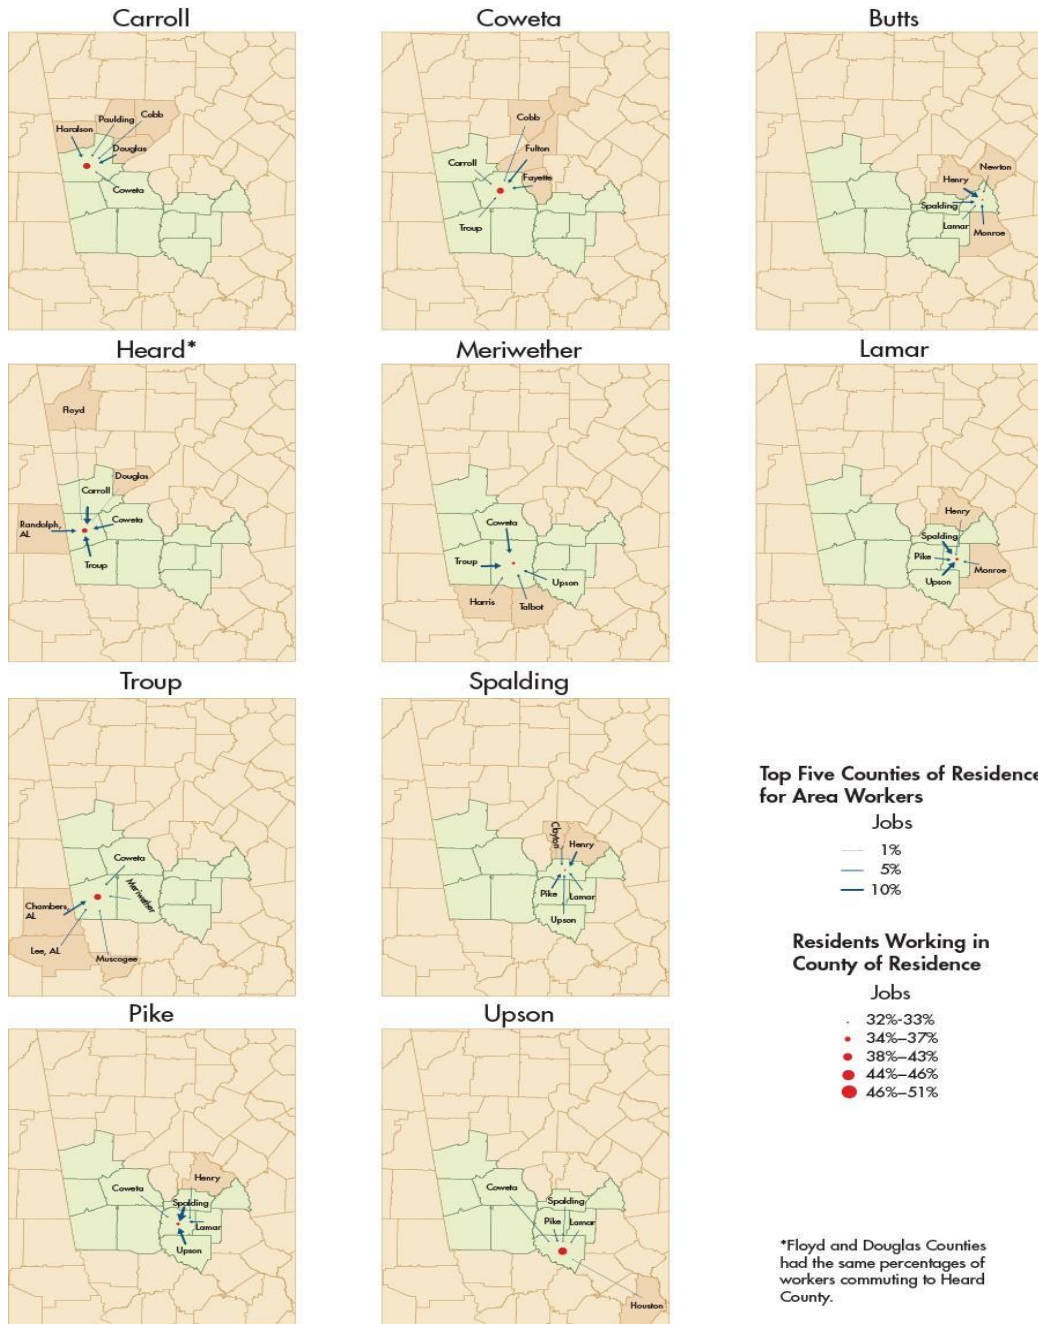 Carroll
Coweta
Butts
Haralson
Paulding
Cobb
Douglas
Coweta
Cobb
Fulton
Carroll
Fayette
Troup
Newton
Henry
Spalding
Lamar
Monroe
Heard*
Meriwether
Lamar
Floyd
Douglas
Carroll
Randolph,
AL
Coweta
Troup
Coweta
Troup
Upson
Harris
Talbot
Henry
Spalding
Pike
Monroe
Upson
Troup
Spalding
Coweta
Meriwether
Chambers,
AL
Lee, AL
Muscogee
Clayton
Henry
Pike
Lamar
Upson
Top Five Counties of Residence
for Area Workers
Jobs
1%
5%
10%
Residents Working in
County of Residence
Jobs
32%-33%
34%–37%
38%–43%
44%–46%
46%–51%
Pike
Upson
Henry
Coweta
Spalding
Lamar
Upson
Coweta
Spalding
Pike
Lamar
Houston
*Floyd and Douglas Counties
had the same percentages of
workers commuting to Heard
County.